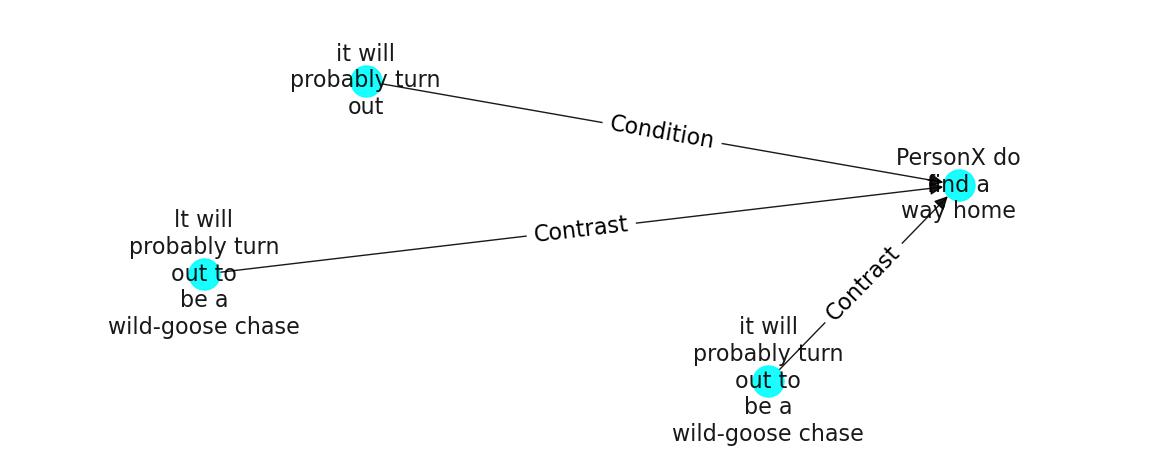 it will
probably turn
out
Condition
PersonX do
find a
way home
It will
probably turn
out to
be a
wild-goose chase
Contrast
Contrast
it will
probably turn
out to
be a
wild-goose chase